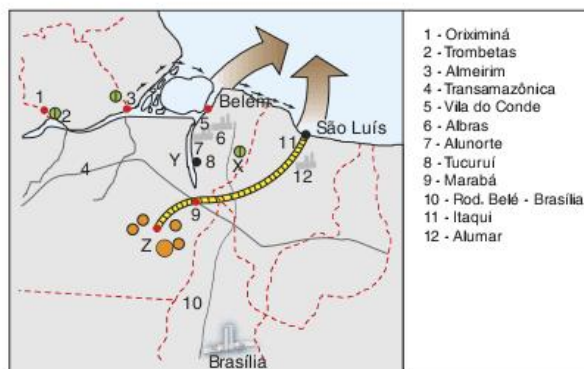 1
2
3
Belém
5
6
7
8
Y
X
4
11
São Luís
12
9
Z
10
Brasília
1 - Oriximiná
2 - Trombetas
3 - Almeirim
4 - Transamazônica
5 - Vila do Conde
6 - Albras
7 - Alunorte
8 - Tucuruí
9 - Marabá
10 - Rod. Belé - Brasília
11 - Itaqui
12 - Alumar